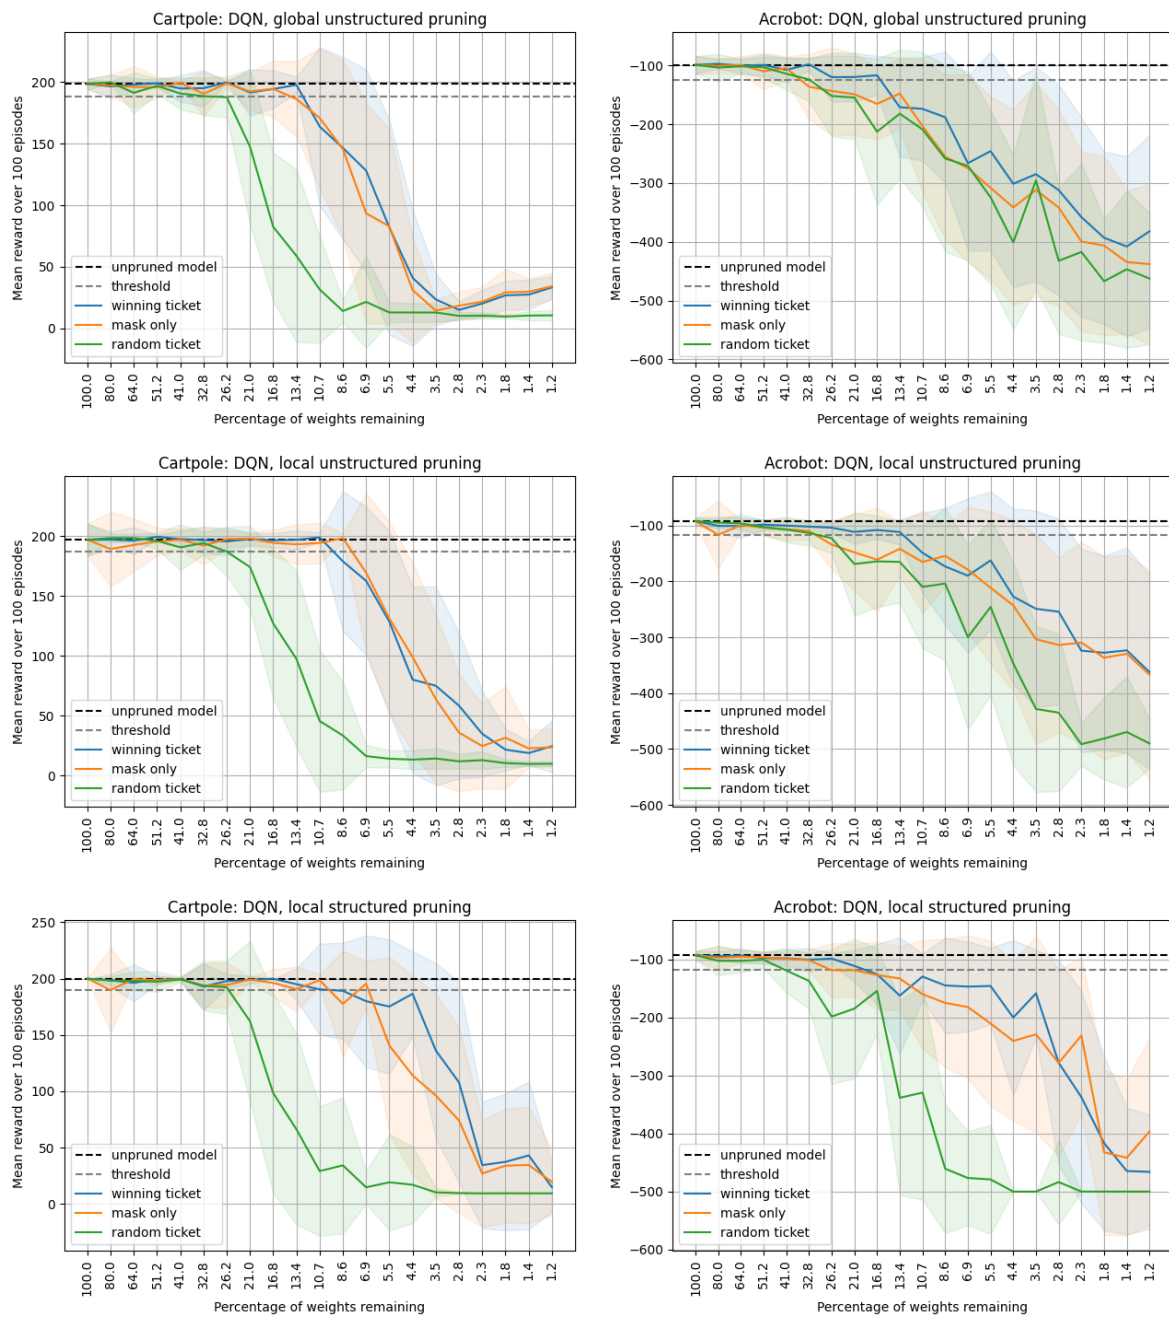 Cartpole: DQN, global unstructured pruning
Mean reward over 100 episodes
200
150
100
50
0
unpruned model
threshold
winning ticket
mask only
random ticket
100.0 80.0 64.0 51.2 41.0 32.8 26.2 21.0 16.8 13.4 10.7 8.6 6.9 5.5 4.4 3.5 2.8 2.3 1.8 1.4 1.2
Percentage of weights remaining
Acrobot: DQN, global unstructured pruning
Mean reward over 100 episodes
−100
−200
−300
−400
−500
−600
unpruned model
threshold
winning ticket
mask only
random ticket
100.0 80.0 64.0 51.2 41.0 32.8 26.2 21.0 16.8 13.4 10.7 8.6 6.9 5.5 4.4 3.5 2.8 2.3 1.8 1.4 1.2
Percentage of weights remaining
Cartpole: DQN, local unstructured pruning
Mean reward over 100 episodes
200
150
100
50
0
unpruned model
threshold
winning ticket
mask only
random ticket
100.0 80.0 64.0 51.2 41.0 32.8 26.2 21.0 16.8 13.4 10.7 8.6 6.9 5.5 4.4 3.5 2.8 2.3 1.8 1.4 1.2
Percentage of weights remaining
Acrobot: DQN, local unstructured pruning
Mean reward over 100 episodes
−100
−200
−300
−400
−500
−600
unpruned model
threshold
winning ticket
mask only
random ticket
100.0 80.0 64.0 51.2 41.0 32.8 26.2 21.0 16.8 13.4 10.7 8.6 6.9 5.5 4.4 3.5 2.8 2.3 1.8 1.4 1.2
Percentage of weights remaining
Cartpole: DQN, local structured pruning
Mean reward over 100 episodes
250
200
150
100
50
0
unpruned model
threshold
winning ticket
mask only
random ticket
100.0 80.0 64.0 51.2 41.0 32.8 26.2 21.0 16.8 13.4 10.7 8.6 6.9 5.5 4.4 3.5 2.8 2.3 1.8 1.4 1.2
Percentage of weights remaining
Acrobot: DQN, local structured pruning
Mean reward over 100 episodes
−100
−200
−300
−400
−500
−600
unpruned model
threshold
winning ticket
mask only
random ticket
100.0 80.0 64.0 51.2 41.0 32.8 26.2 21.0 16.8 13.4 10.7 8.6 6.9 5.5 4.4 3.5 2.8 2.3 1.8 1.4 1.2
Percentage of weights remaining